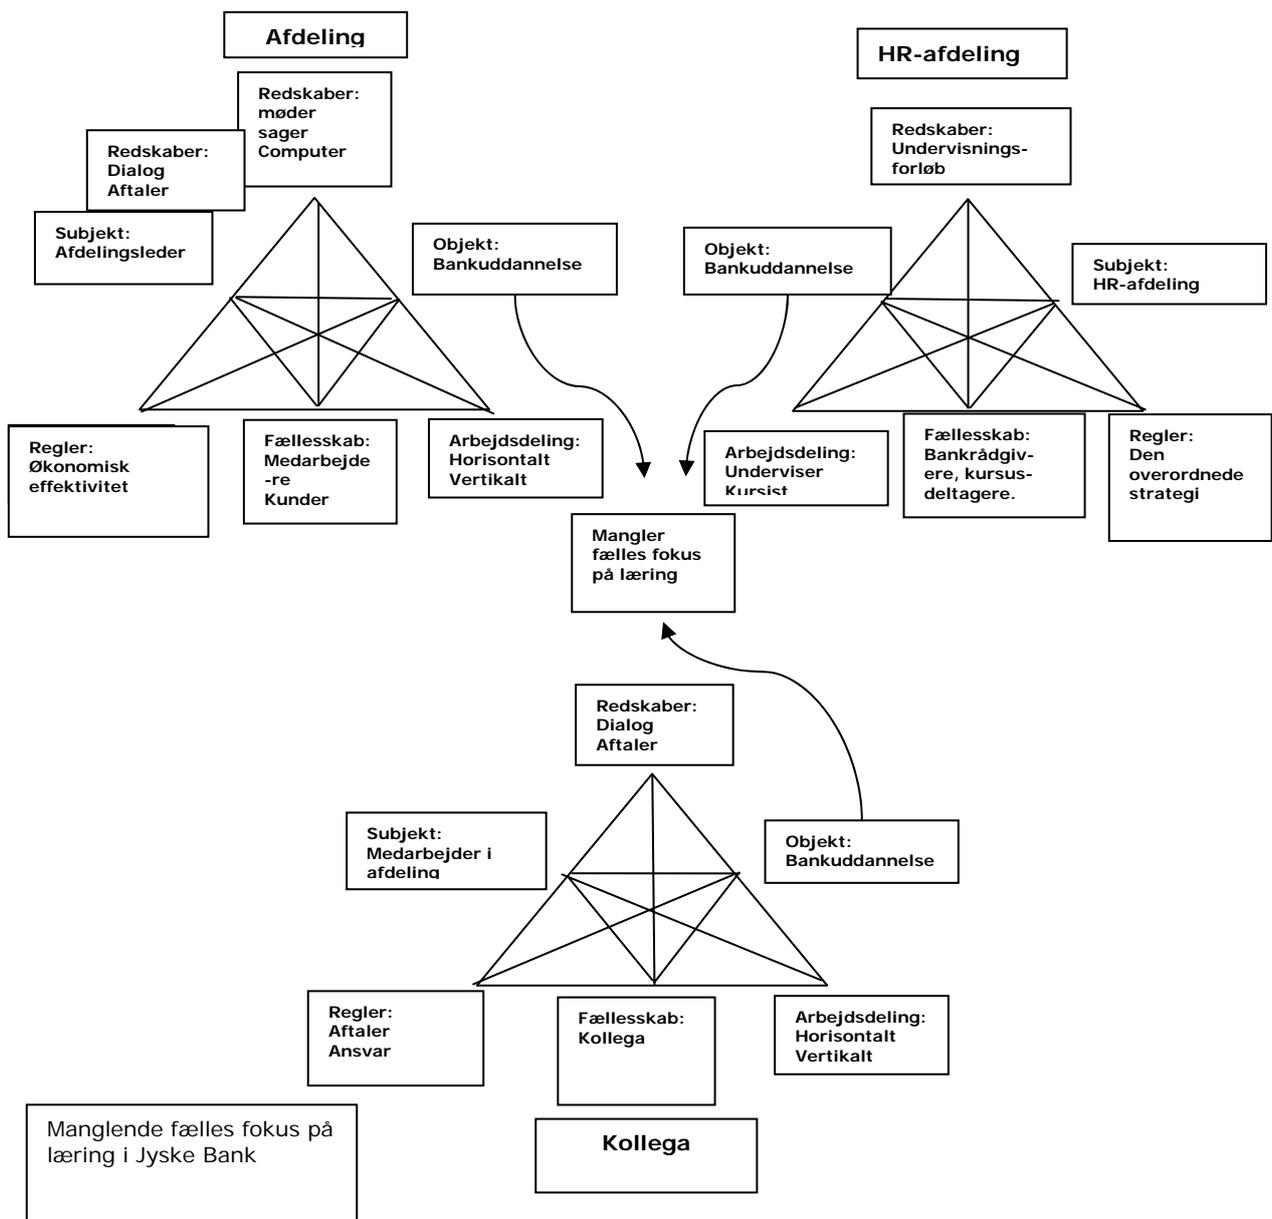 Afdeling
HR-afdeling
Redskaber:
møder
sager
Computer
Redskaber:
Dialog
Aftaler
Subjekt:
Afdelingsleder
Objekt:
Bankuddannelse
Redskaber:
Undervisnings-
forløb
Objekt:
Bankuddannelse
Subjekt:
HR-afdeling
Regler:
Økonomisk
effektivitet
Fællesskab:
Medarbejde
-re
Kunder
Arbejdsdeling:
Horisontalt
Vertikalt
Arbejdsdeling:
Underviser
Kursist
Fællesskab:
Bankrådgiv-
ere, kursus-
deltagere.
Regler:
Den
overordnede
strategi
Mangler
fælles fokus
på læring
Redskaber:
Dialog
Aftaler
Subjekt:
Medarbejder i
afdeling
Objekt:
Bankuddannelse
Regler:
Aftaler
Ansvar
Fællesskab:
Kollega
Arbejdsdeling:
Horisontalt
Vertikalt
Kollega
Manglende fælles fokus på
læring i Jyske Bank